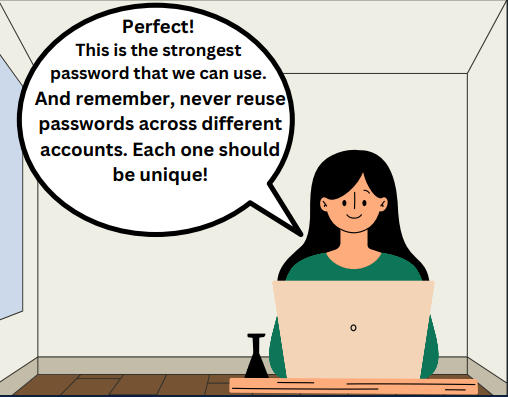 Perfect!
This is the strongest
password that we can use.
And remember, never reuse
passwords across different
accounts. Each one should
be unique!